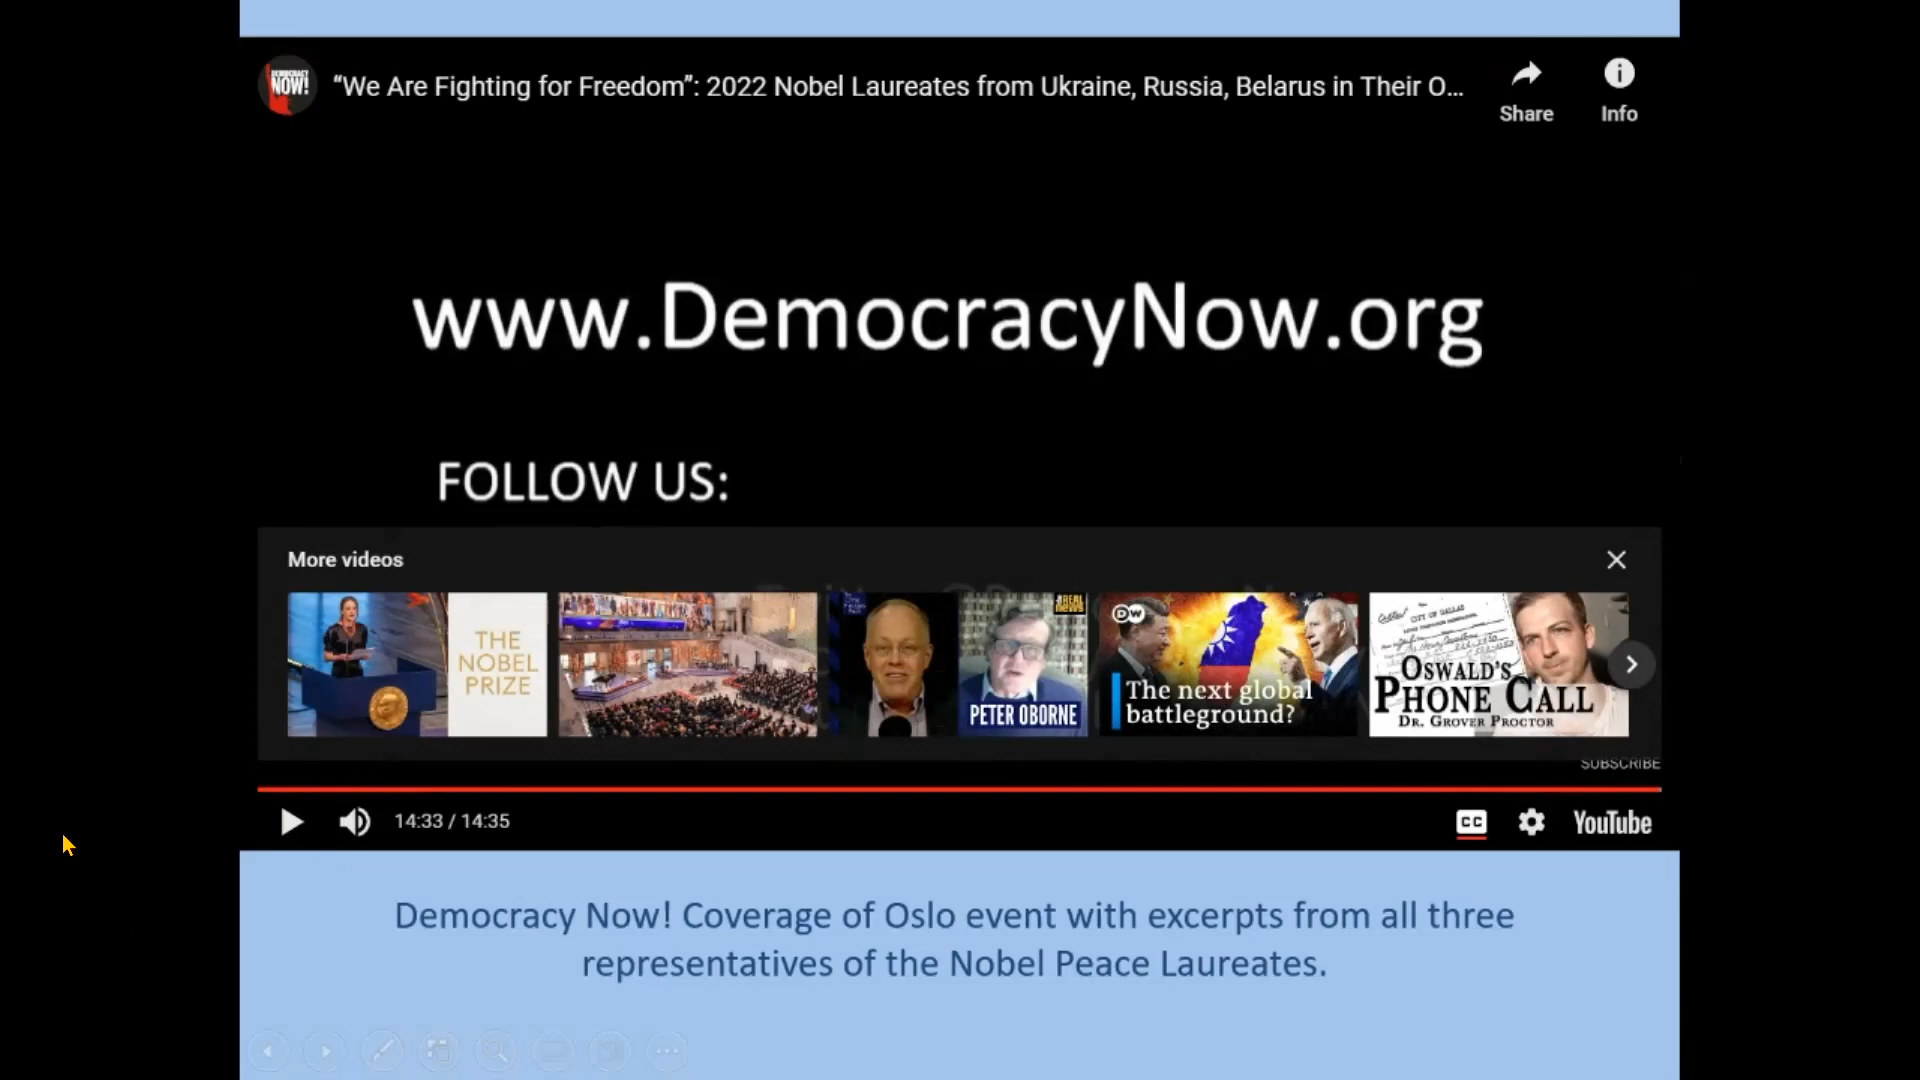 DEMOCRACY
NOW!
“We Are Fighting for Freedom”: 2022 Nobel Laureates from Ukraine, Russia, Belarus in Their O...
Share
Info
www.DemocracyNow.org
FOLLOW US:
More videos
THE
NOBEL
PRIZE
THE REAL
NEWS
PETER OBORNE
DW
The next global
battleground?
CITY OF DALLAS
OSWALD'S
PHONE CALL
DR. GROVER PROCTOR
SUBSCRIBE
14:33 / 14:35
CC
YouTube
Democracy Now! Coverage of Oslo event with excerpts from all three
representatives of the Nobel Peace Laureates.